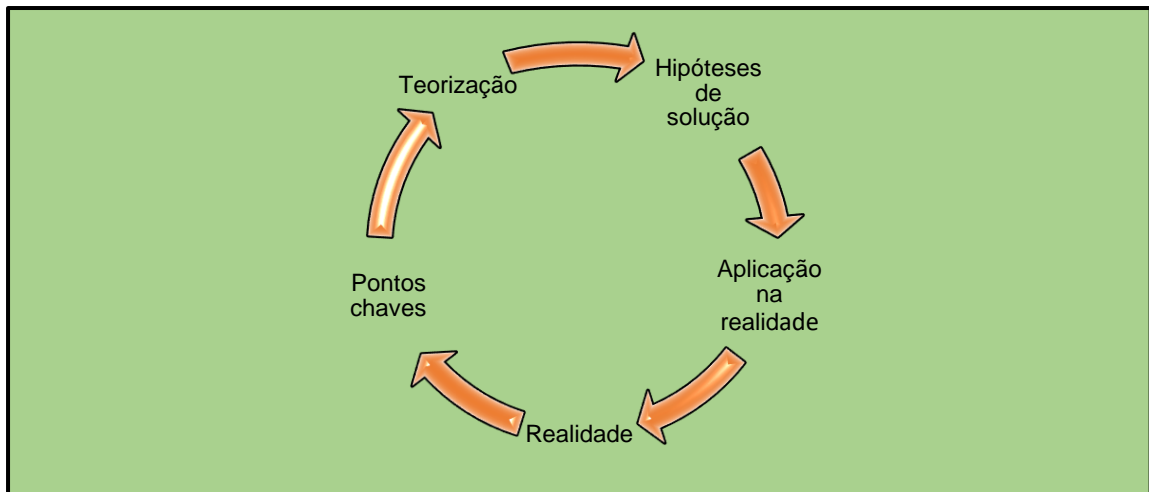 Teorização
Hipóteses
de
solução
Aplicação
na
realidade
Realidade
Pontos
chaves